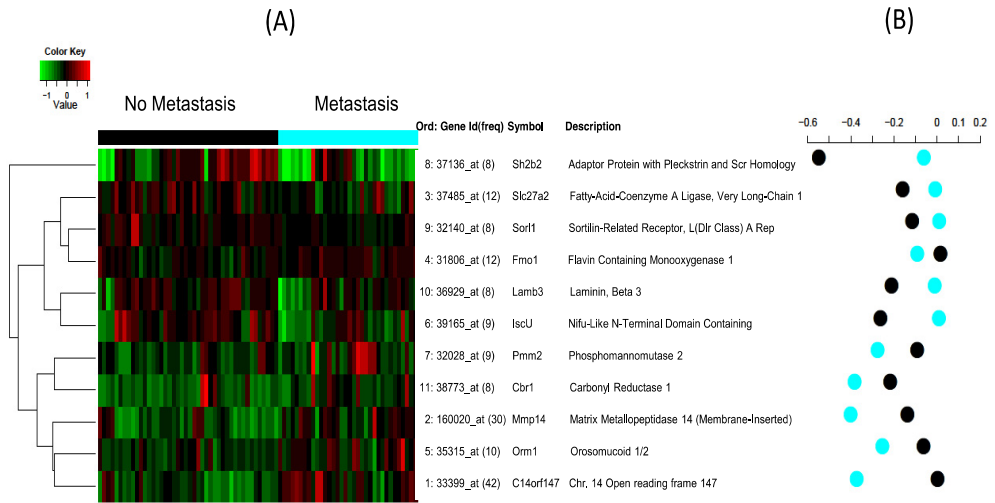 (A)
(B)
Color Key
−1 0 1
Value
No Metastasis Metastasis
Ord: Gene Id(freq) Symbol Description
−0.6 −0.4 −0.2 0 0.1 0.2
8: 37136_at (8) Sh2b2 Adaptor Protein with Pleckstrin and Scr Homology
3: 37485_at (12) Slc27a2 Fatty-Acid-Coenzyme A Ligase, Very Long-Chain 1
9: 32140_at (8) Sorl1 Sortilin-Related Receptor, L(Dlr Class) A Rep
4: 31806_at (12) Fmo1 Flavin Containing Monooxygenase 1
10: 36929_at (8) Lamb3 Laminin, Beta 3
6: 39165_at (9) IscU Nifu-Like N-Terminal Domain Containing
7: 32028_at (9) Pmm2 Phosphomannomutase 2
11: 38773_at (8) Cbr1 Carbonyl Reductase 1
2: 160020_at (30) Mmp14 Matrix Metallopeptidase 14 (Membrane-Inserted)
5: 35315_at (10) Orm1 Orosomucoid 1/2
1: 33399_at (42) C14orf147 Chr, 14 Open reading frame 147